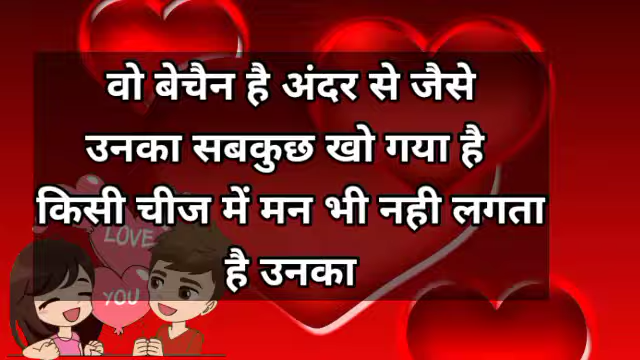 वो बेचैन है अंदर से जैसे
उनका सबकुछ खो गया है
किसी चीज में मन भी नही लगता
है उनका
LOVE
YOU